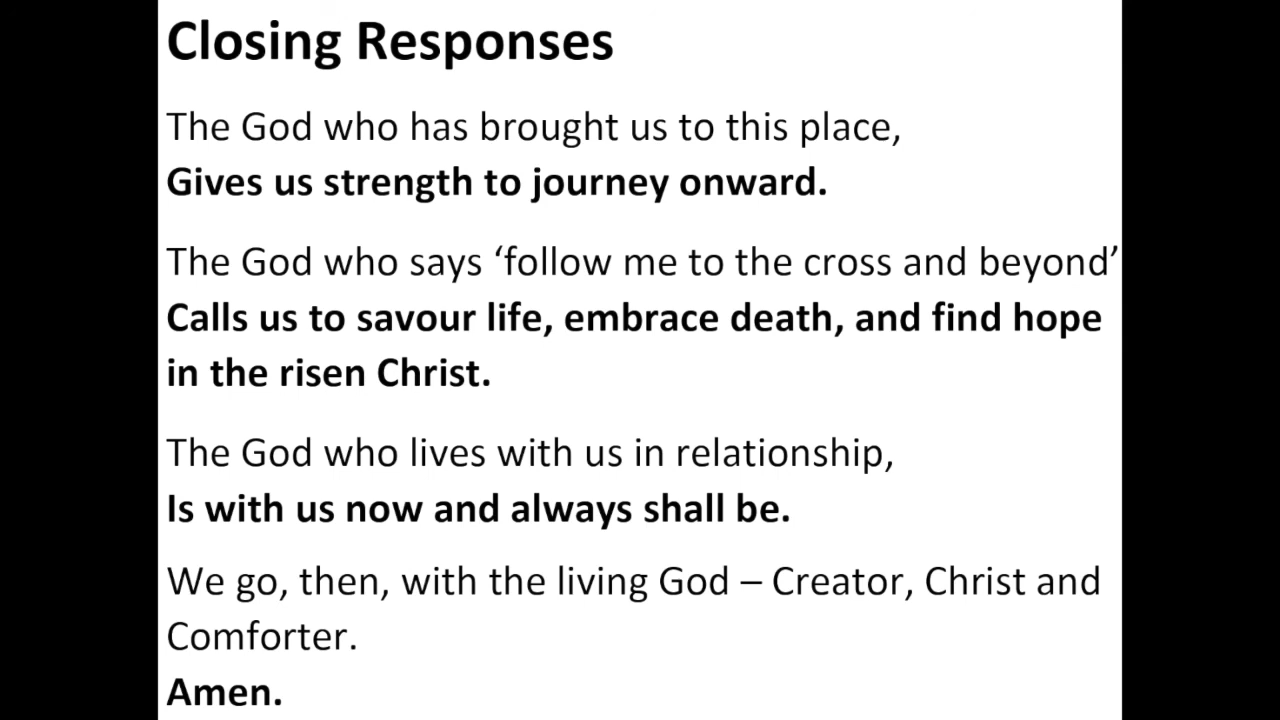 Closing Responses
The God who has brought us to this place,
Gives us strength to journey onward.
The God who says ‘follow me to the cross and beyond’
Calls us to savour life, embrace death, and find hope
in the risen Christ.
The God who lives with us in relationship,
Is with us now and always shall be.
We go, then, with the living God – Creator, Christ and
Comforter.
Amen.